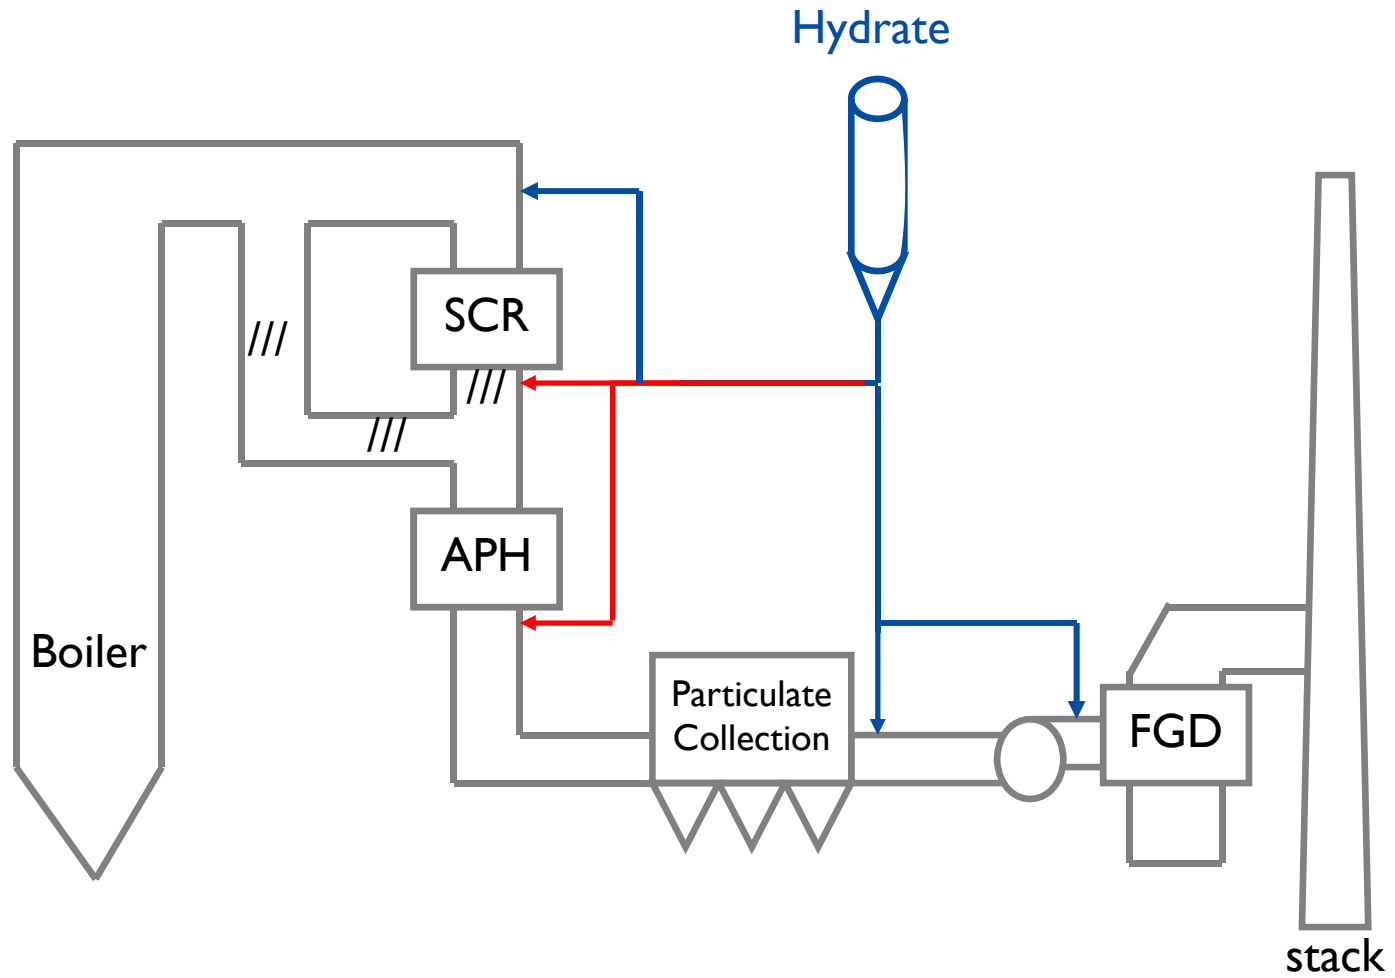 Hydrate
SCR
///
///
///
APH
Boiler
Particulate
Collection
FGD
stack